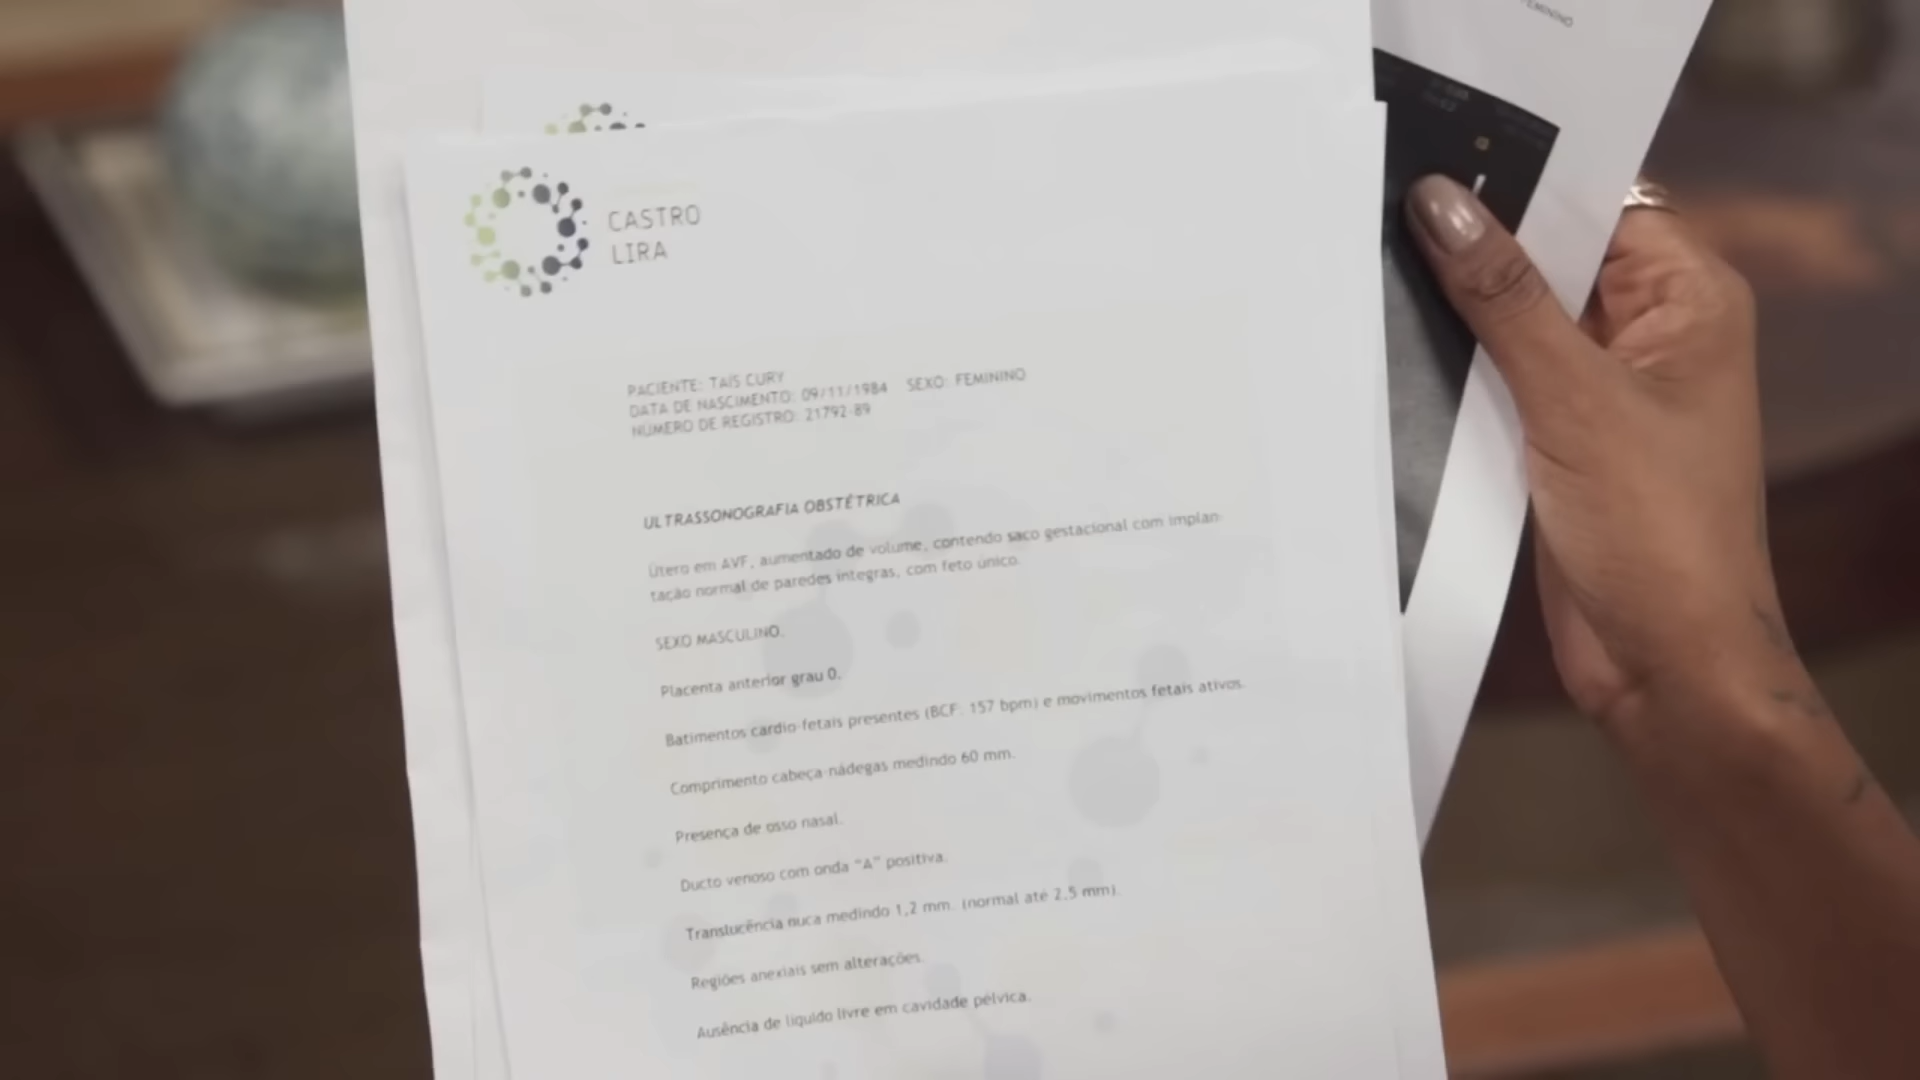 FEMININO
CASTRO
LIRA
PACIENTE: TAÍS CURY
DATA DE NASCIMENTO: 09/11/1984 SEXO: FEMININO
NÚMERO DE REGISTRO: 21792-89
ULTRASSONOGRAFIA OBSTÉTRICA
Útero em AVF, aumentado de volume, contendo saco gestacional com implan-
tação normal de paredes íntegras, com feto único.
SEXO MASCULINO.
Placenta anterior grau 0.
Batimentos cardio-fetais presentes (BCF: 157 bpm) e movimentos fetais ativos.
Comprimento cabeça-nádegas medindo 60 mm.
Presença de osso nasal.
Ducto venoso com onda “A” positiva.
Translucência nuca medindo 1,2 mm. (normal até 2,5 mm).
Regiões anexiais sem alterações.
Ausência de líquido livre em cavidade pélvica.